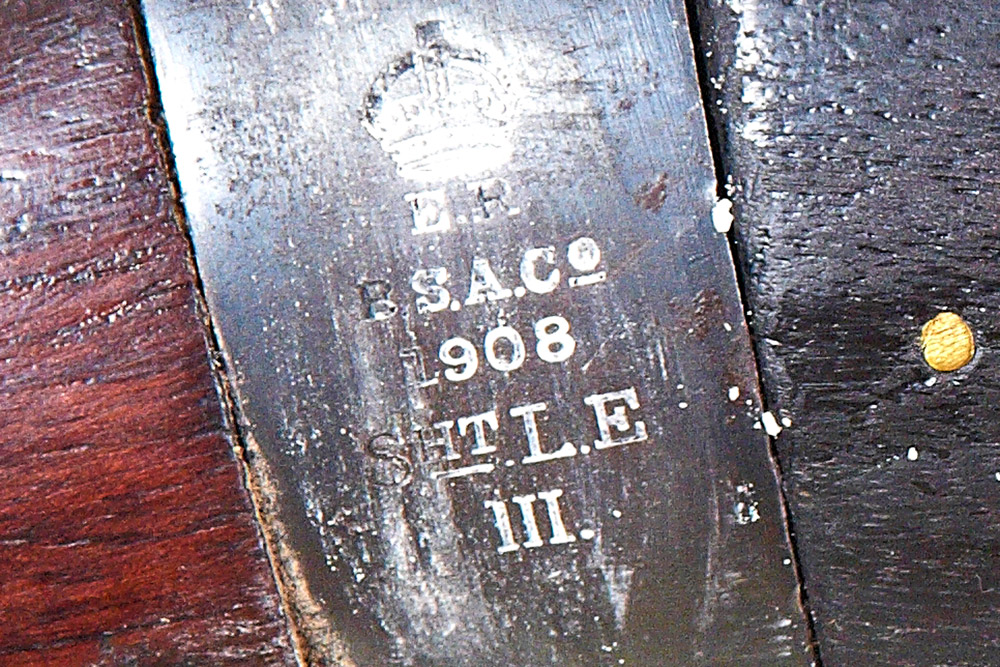 E.R.
B.S.A.Co
1908
SHT. L.E
III.